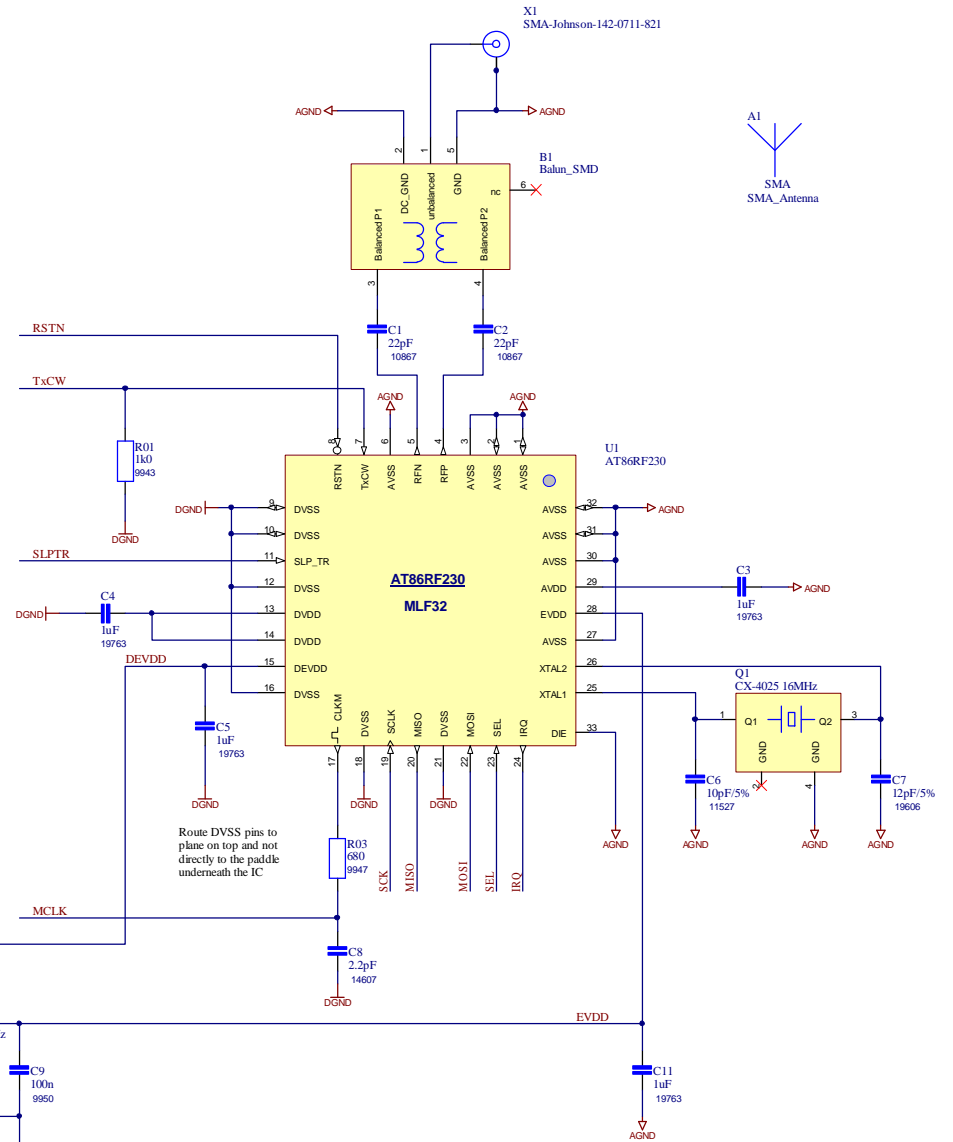 X1
SMA-Johnson-142-0711-821
AGND
AGND
A1
SMA
SMA_Antenna
2
1
5
B1
Balun_SMD
DC_GND
unbalanced
GND
nc
6
Balanced P1
Balanced P2
3
4
C1
22pF
10867
C2
22pF
10867
RSTN
TxCW
AGND
AGND
R01
1k0
9943
DGND
8
7
6
5
4
3
2
1
U1
AT86RF230
RSTN
TxCW
AVSS
RFN
RFP
AVSS
AVSS
AVSS
DGND
9
DVSS
10
DVSS
SLPTR
11
SLP_TR
12
DVSS
13
DVDD
14
DVDD
15
DEVDD
16
DVSS
AT86RF230
MLF32
AVSS
32
AGND
AVSS
31
AVSS
30
AVDD
29
EVDD
28
AVSS
27
XTAL2
26
XTAL1
25
DIE
33
C3
1uF
19763
AGND
C4
1uF
19763
DGND
DEVDD
C5
1uF
19763
DGND
CLKM
DVSS
SCLK
MISO
DVSS
MOSI
SEL
IRQ
17
18
19
20
21
22
23
24
DGND
DGND
Q1
CX-4025 16MHz
1
Q1
Q2
3
GND
GND
2
4
C6
10pF/5%
11527
C7
12pF/5%
19606
AGND
AGND
AGND
AGND
Route DVSS pins to
plane on top and not
directly to the paddle
underneath the IC
R03
680
9947
SCK
MISO
MOSI
SEL
IRQ
MCLK
C8
2.2pF
14607
DGND
EVDD
z
C9
100n
9950
C11
1uF
19763
AGND